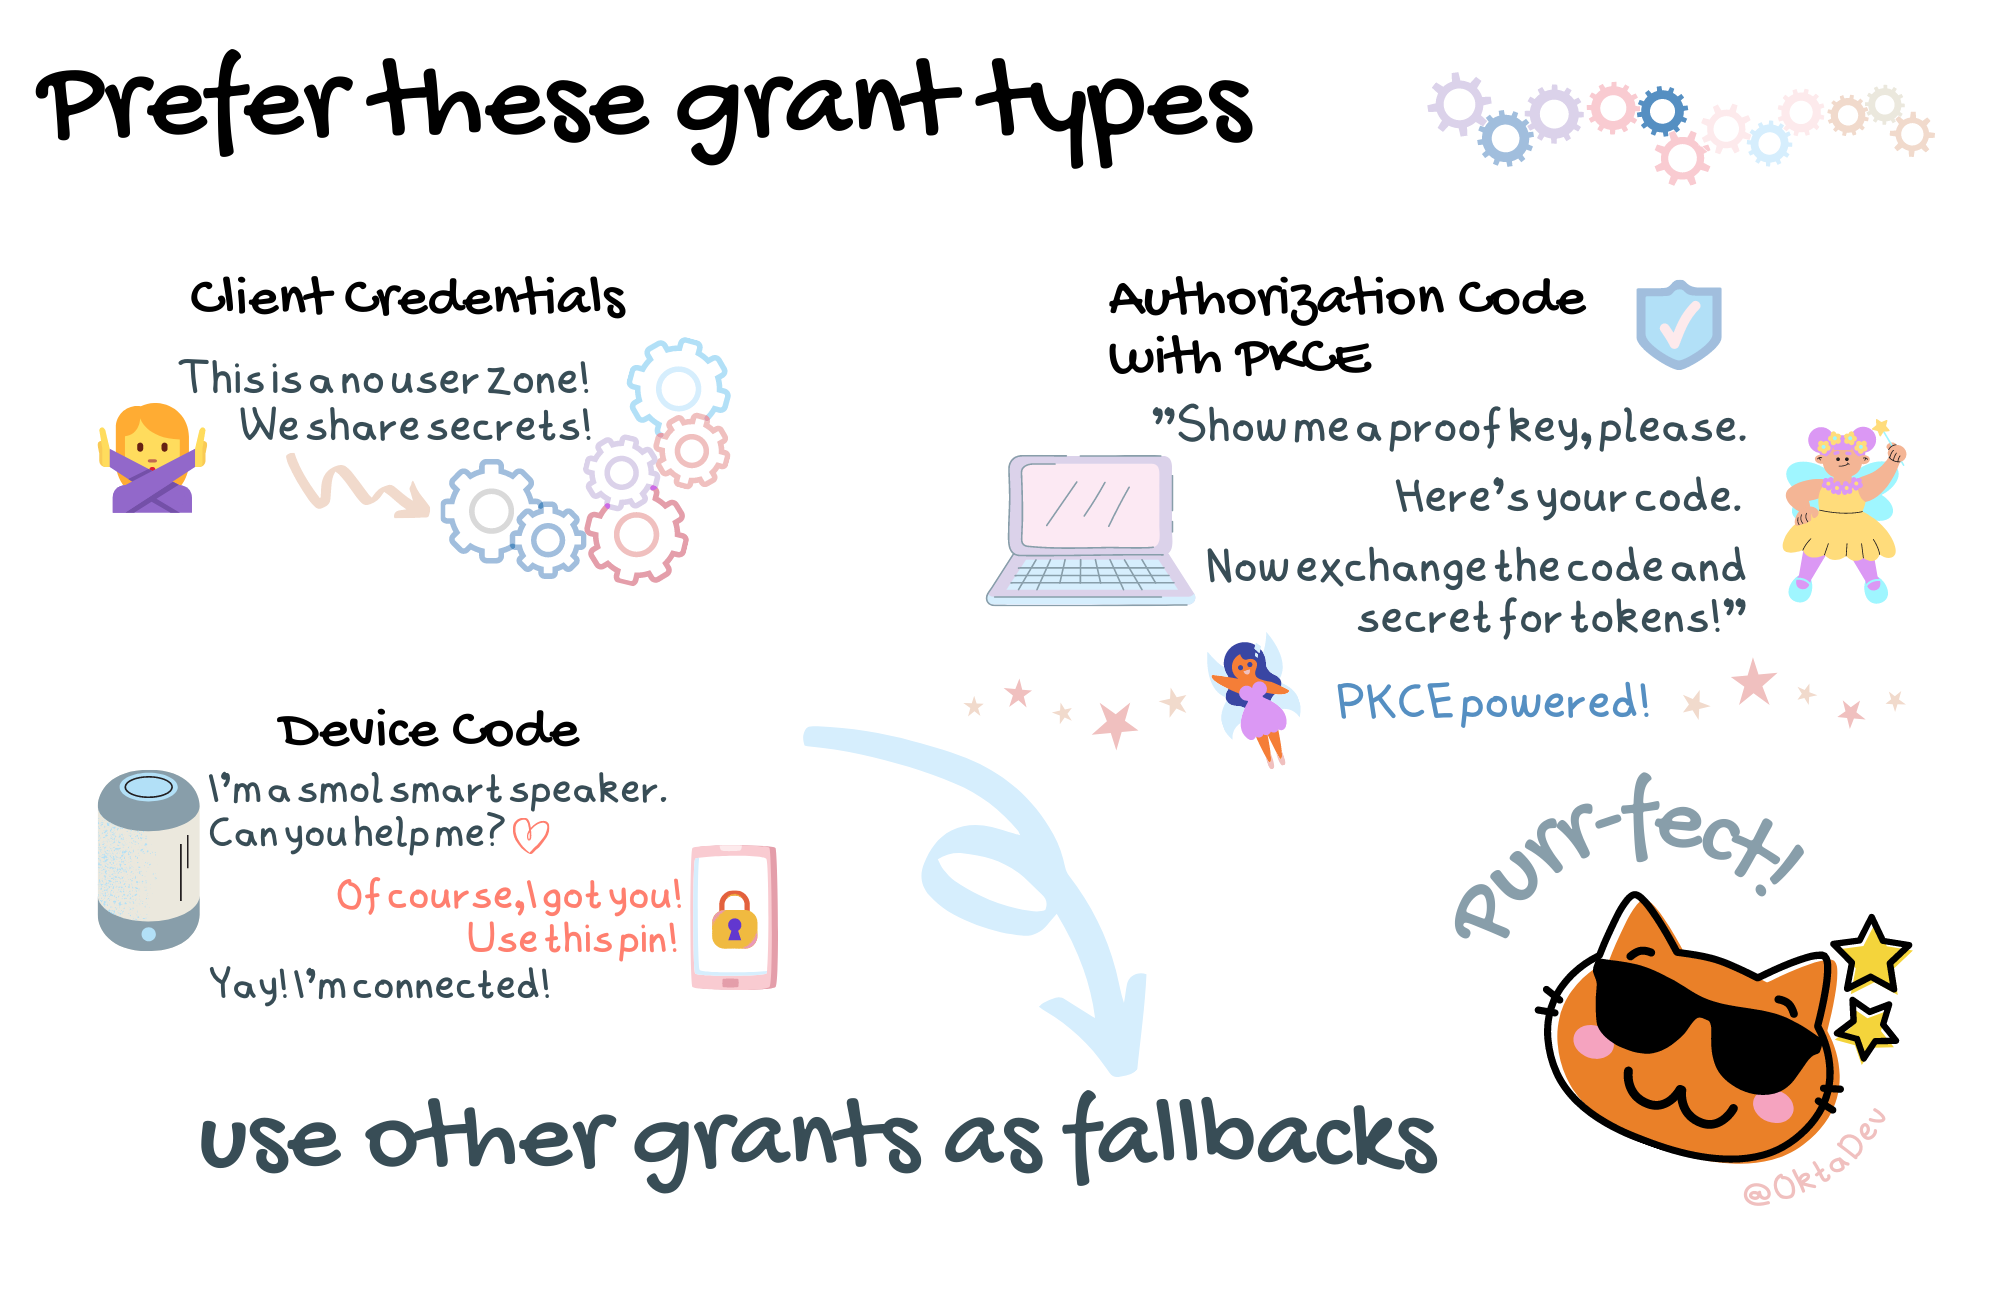 Prefer these grant types
Client Credentials
This is a no user zone!
We share secrets!
Authorization Code
with PKCE
”Show me a proof key, please.
Here’s your code.
Now exchange the code and
secret for tokens!”
PKCE powered!
Device Code
I’m a smol smart speaker.
Can you help me?
Of course, I got you!
Use this pin!
Yay! I’m connected!
Purr-fect!
use other grants as fallbacks
@OktaDev